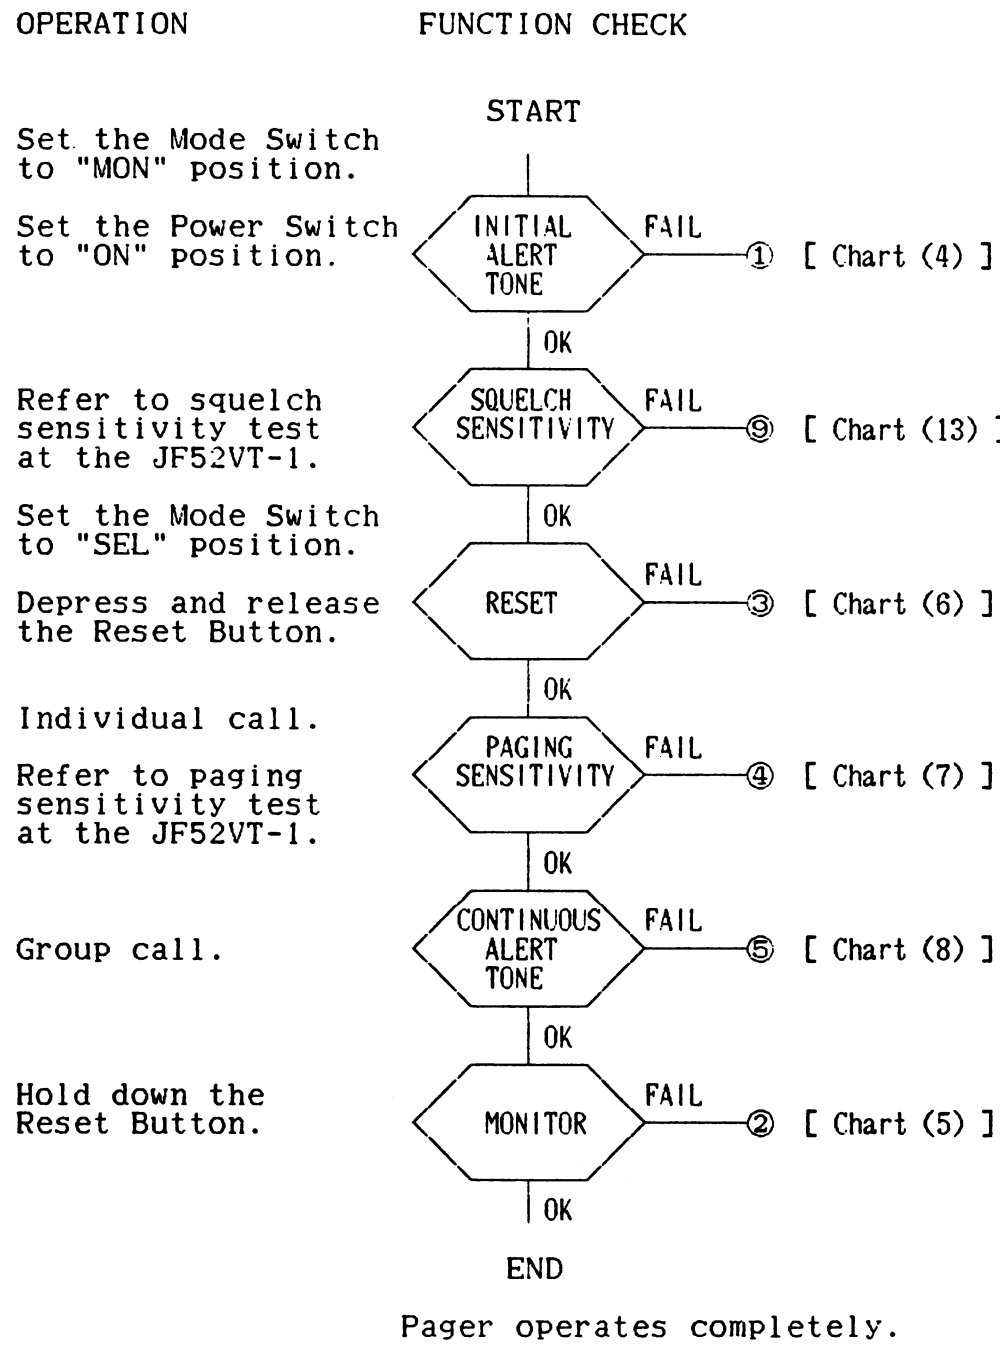 OPERATION FUNCTION CHECK
START
Set the Mode Switch
to "MON" position.
Set the Power Switch
to "ON" position.
INITIAL
ALERT
TONE
FAIL
① [ Chart (4) ]
OK
Refer to squelch
sensitivity test
at the JF52VT-1.
SQUELCH
SENSITIVITY
FAIL
⑨ [ Chart (13) ]
OK
Set the Mode Switch
to "SEL" position.
Depress and release
the Reset Button.
RESET
FAIL
③ [ Chart (6) ]
OK
Individual call.
Refer to paging
sensitivity test
at the JF52VT-1.
PAGING
SENSITIVITY
FAIL
④ [ Chart (7) ]
OK
Group call.
CONTINUOUS
ALERT
TONE
FAIL
⑤ [ Chart (8) ]
OK
Hold down the
Reset Button.
MONITOR
FAIL
② [ Chart (5) ]
OK
END
Pager operates completely.